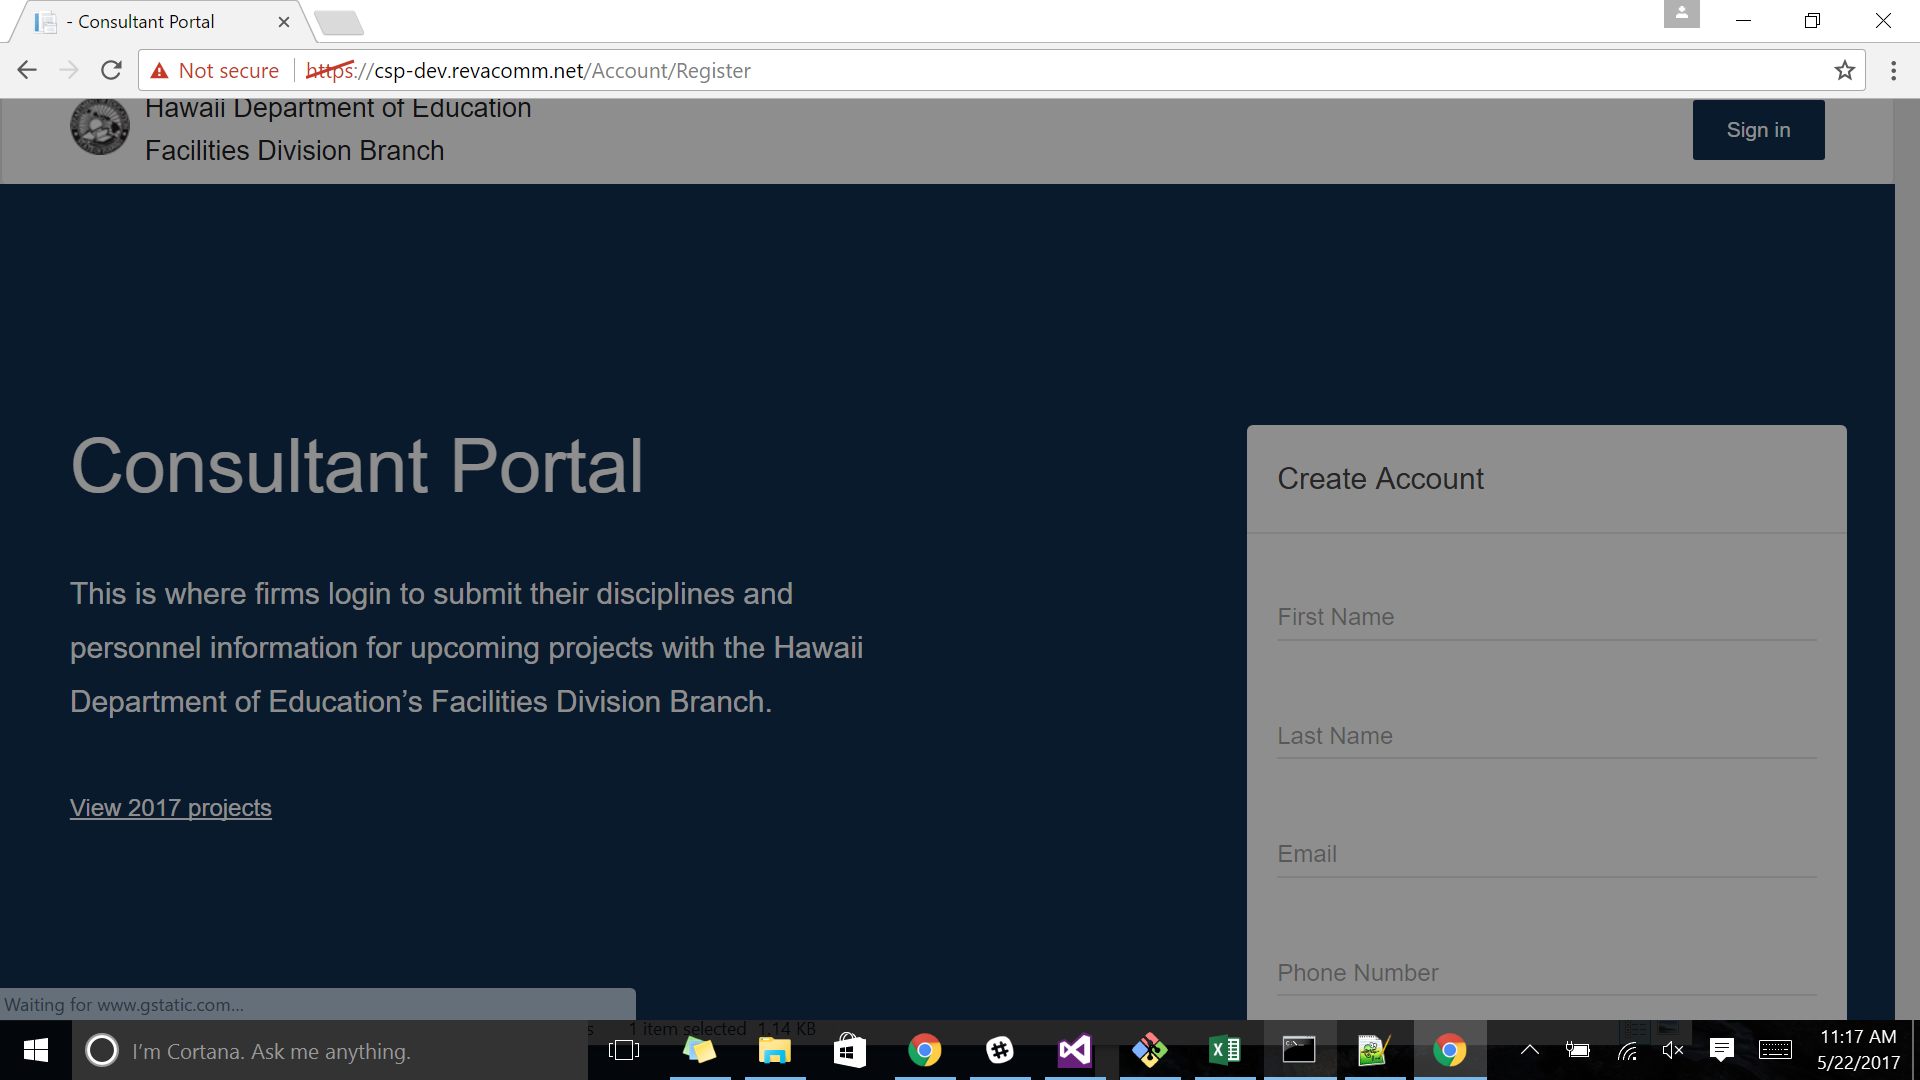 - Consultant Portal
Not secure
https://csp-dev.revacomm.net/Account/Register
Hawaii Department of Education
Facilities Division Branch
Sign in
Consultant Portal
This is where firms login to submit their disciplines and
personnel information for upcoming projects with the Hawaii
Department of Education’s Facilities Division Branch.
View 2017 projects
Create Account
First Name
Last Name
Email
Phone Number
Waiting for www.gstatic.com...
s 1 item selected 1.14 KB
I'm Cortana. Ask me anything.
11:17 AM
5/22/2017